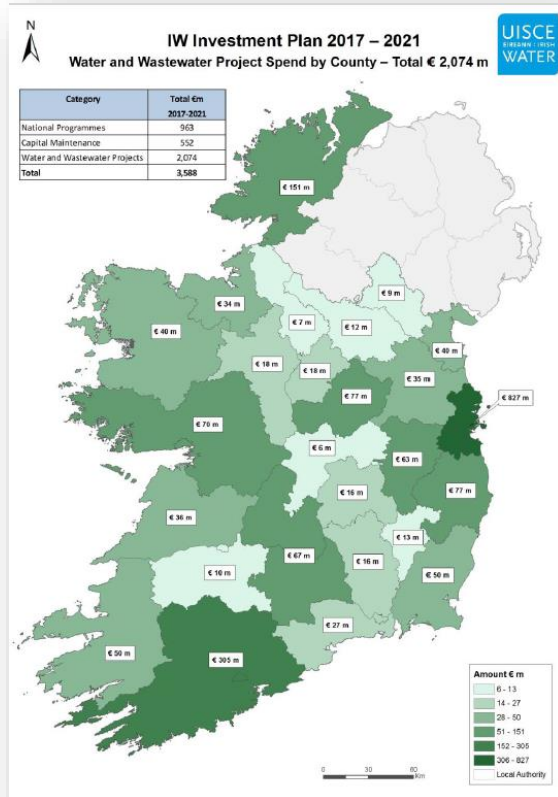 N
IW Investment Plan 2017 – 2021
Water and Wastewater Project Spend by County – Total € 2,074 m
UISCE
ÉIREANN : IRISH
WATER
Category Total €m
2017-2021
National Programmes 963
Capital Maintenance 552
Water and Wastewater Projects 2,074
Total 3,588
€ 151 m
€ 9 m
€ 34 m
€ 7 m
€ 12 m
€ 40 m
€ 40 m
€ 18 m
€ 18 m
€ 35 m
€ 77 m
€ 827 m
€ 70 m
€ 6 m
€ 63 m
€ 77 m
€ 16 m
€ 36 m
€ 13 m
€ 67 m
€ 16 m
€ 10 m
€ 50 m
€ 27 m
€ 50 m
€ 305 m
Amount € m
6 - 13
14 - 27
28 - 50
51 - 151
152 - 305
306 - 827
Local Authority
0 30 60
Km